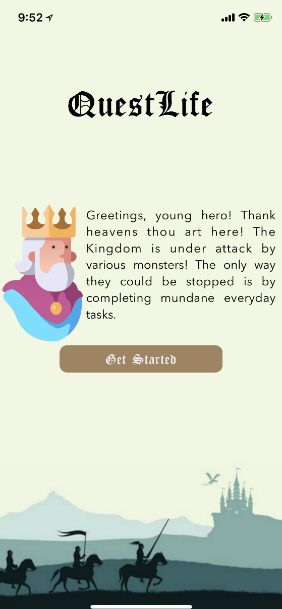 9:52
QuestLife
Greetings, young hero! Thank
heavens thou art here! The
Kingdom is under attack by
various monsters! The only way
they could be stopped is by
completing mundane everyday
tasks.
Get Started